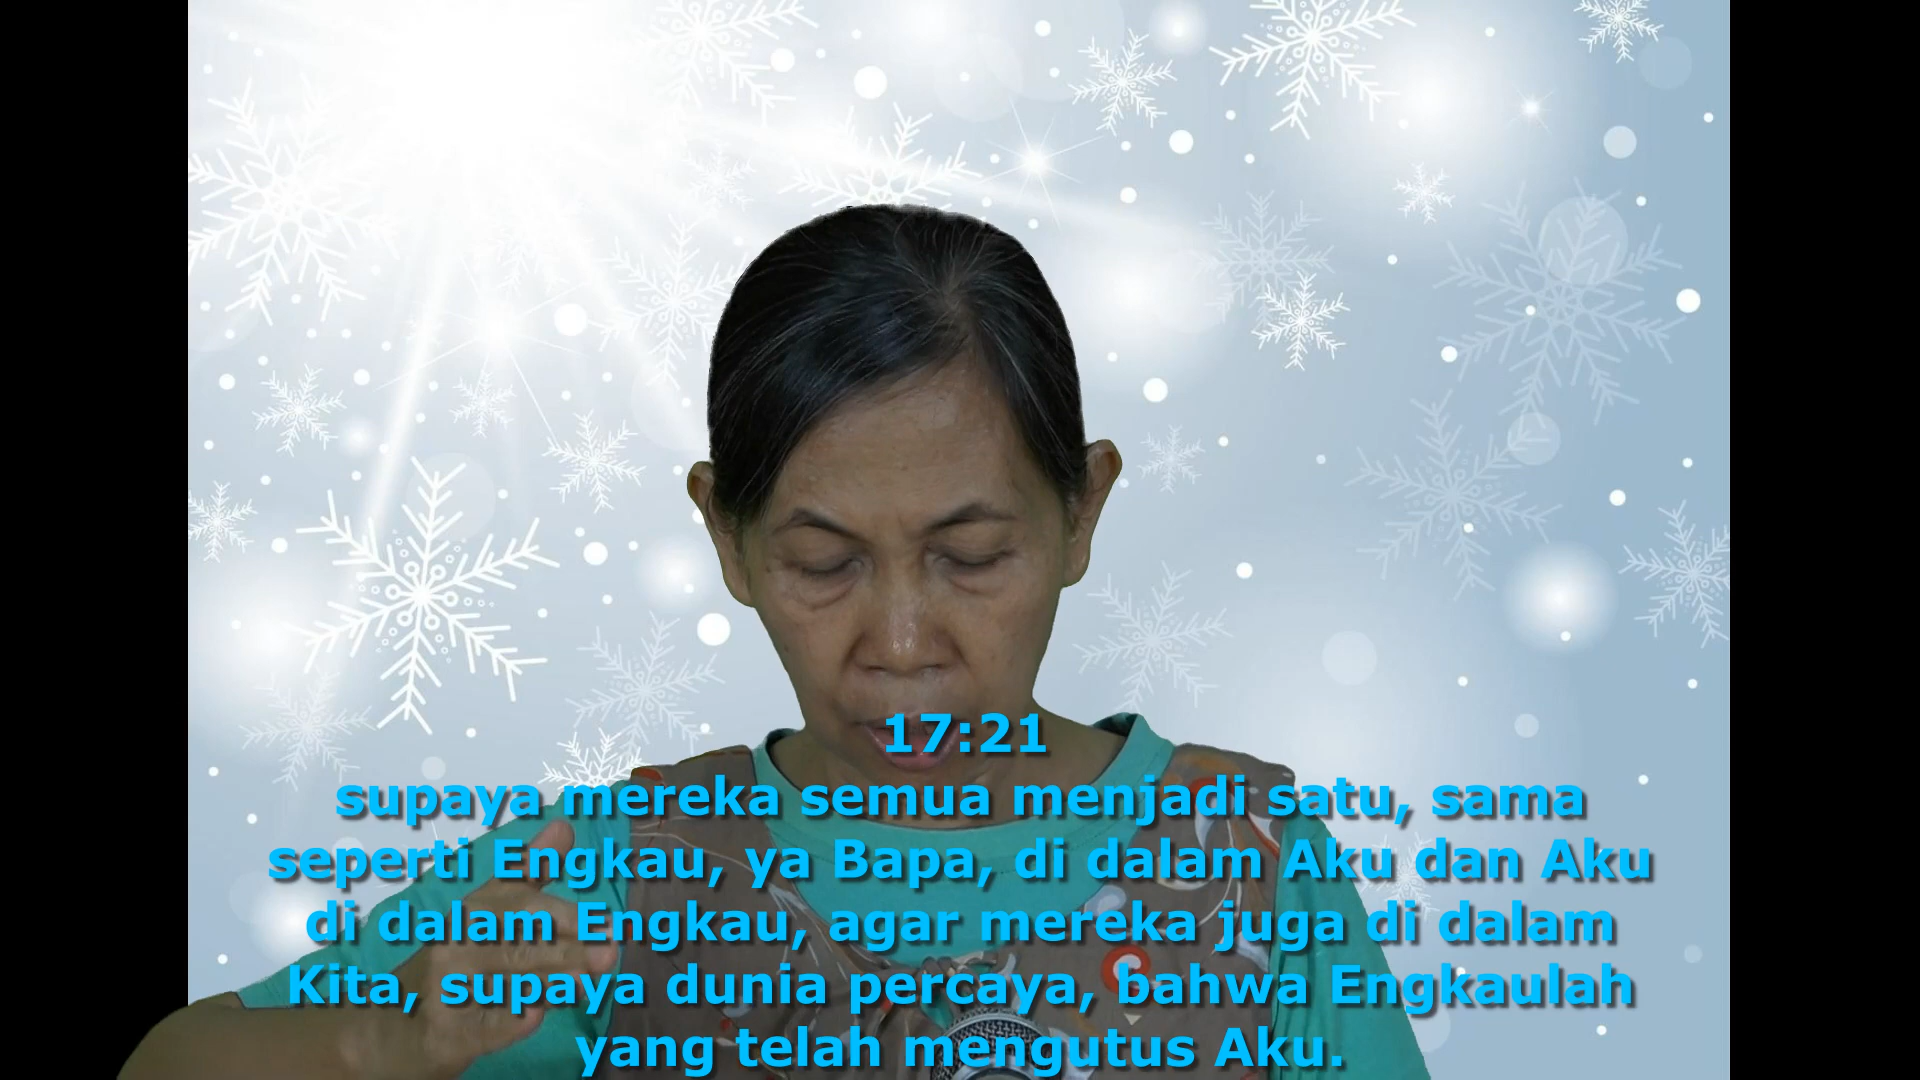 17:21
supaya mereka semua menjadi satu, sama
seperti Engkau, ya Bapa, di dalam Aku dan Aku
di dalam Engkau, agar mereka juga di dalam
Kita, supaya dunia percaya, bahwa Engkaulah
yang telah mengutus Aku.